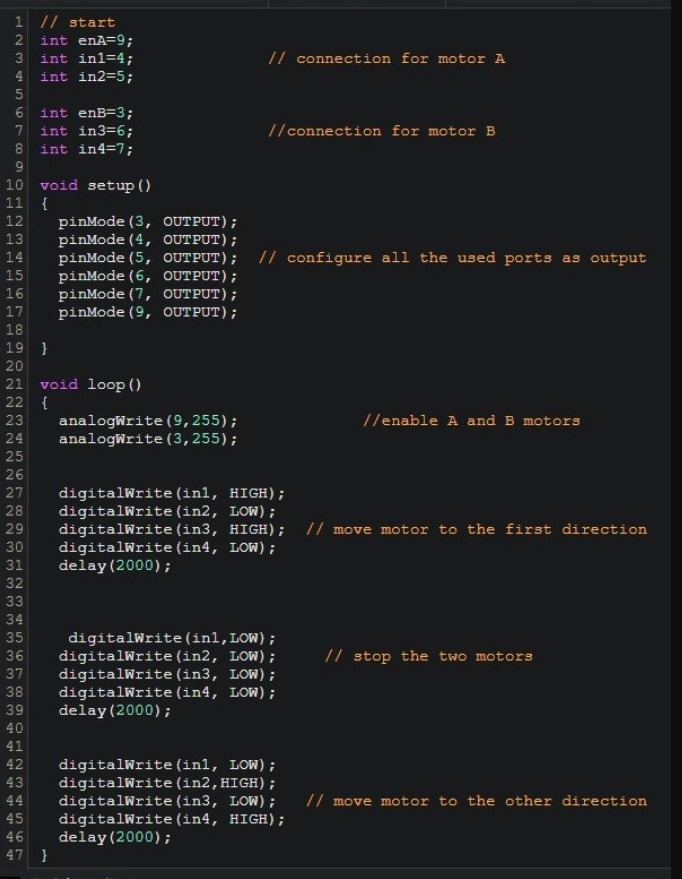 1 // start
2 int enA=9;
3 int in1=4; // connection for motor A
4 int in2=5;
5
6 int enB=3;
7 int in3=6; //connection for motor B
8 int in4=7;
9
10 void setup()
11 {
12 pinMode(3, OUTPUT);
13 pinMode(4, OUTPUT);
14 pinMode(5, OUTPUT); // configure all the used ports as output
15 pinMode(6, OUTPUT);
16 pinMode(7, OUTPUT);
17 pinMode(9, OUTPUT);
18
19 }
20
21 void loop()
22 {
23 analogWrite(9,255); //enable A and B motors
24 analogWrite(3,255);
25
26
27 digitalWrite(in1, HIGH);
28 digitalWrite(in2, LOW);
29 digitalWrite(in3, HIGH); // move motor to the first direction
30 digitalWrite(in4, LOW);
31 delay(2000);
32
33
34
35 digitalWrite(in1,LOW);
36 digitalWrite(in2, LOW); // stop the two motors
37 digitalWrite(in3, LOW);
38 digitalWrite(in4, LOW);
39 delay(2000);
40
41
42 digitalWrite(in1, LOW);
43 digitalWrite(in2,HIGH);
44 digitalWrite(in3, LOW); // move motor to the other direction
45 digitalWrite(in4, HIGH);
46 delay(2000);
47 }